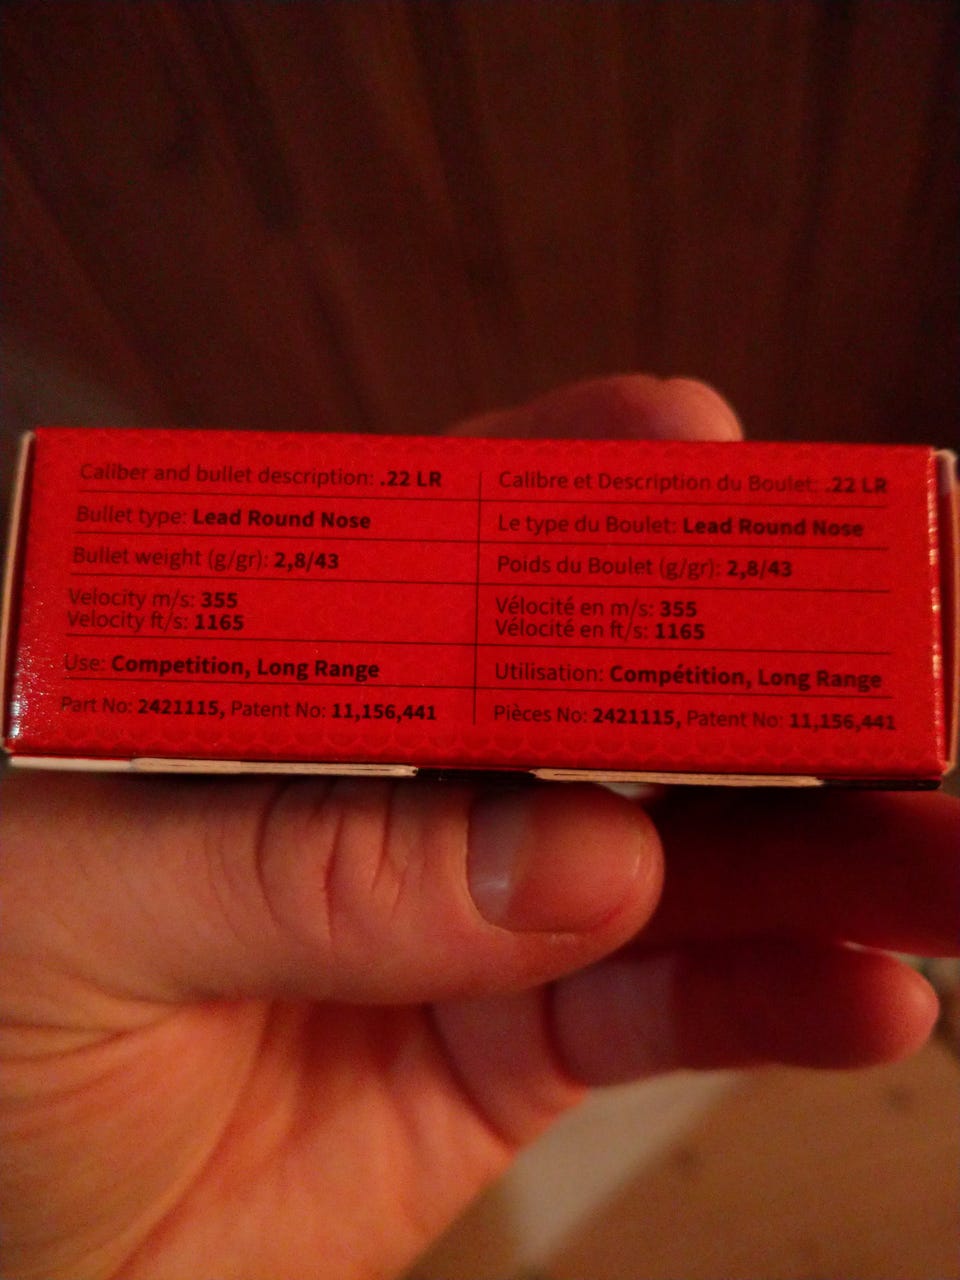 Caliber and bullet description: .22 LR
Bullet type: Lead Round Nose
Bullet weight (g/gr): 2,8/43
Velocity m/s: 355
Velocity ft/s: 1165
Use: Competition, Long Range
Part No: 2421115, Patent No: 11,156,441
Calibre et Description du Boulet: .22 LR
Le type du Boulet: Lead Round Nose
Poids du Boulet (g/gr): 2,8/43
Vélocité en m/s: 355
Vélocité en ft/s: 1165
Utilisation: Compétition, Long Range
Pièces No: 2421115, Patent No: 11,156,441